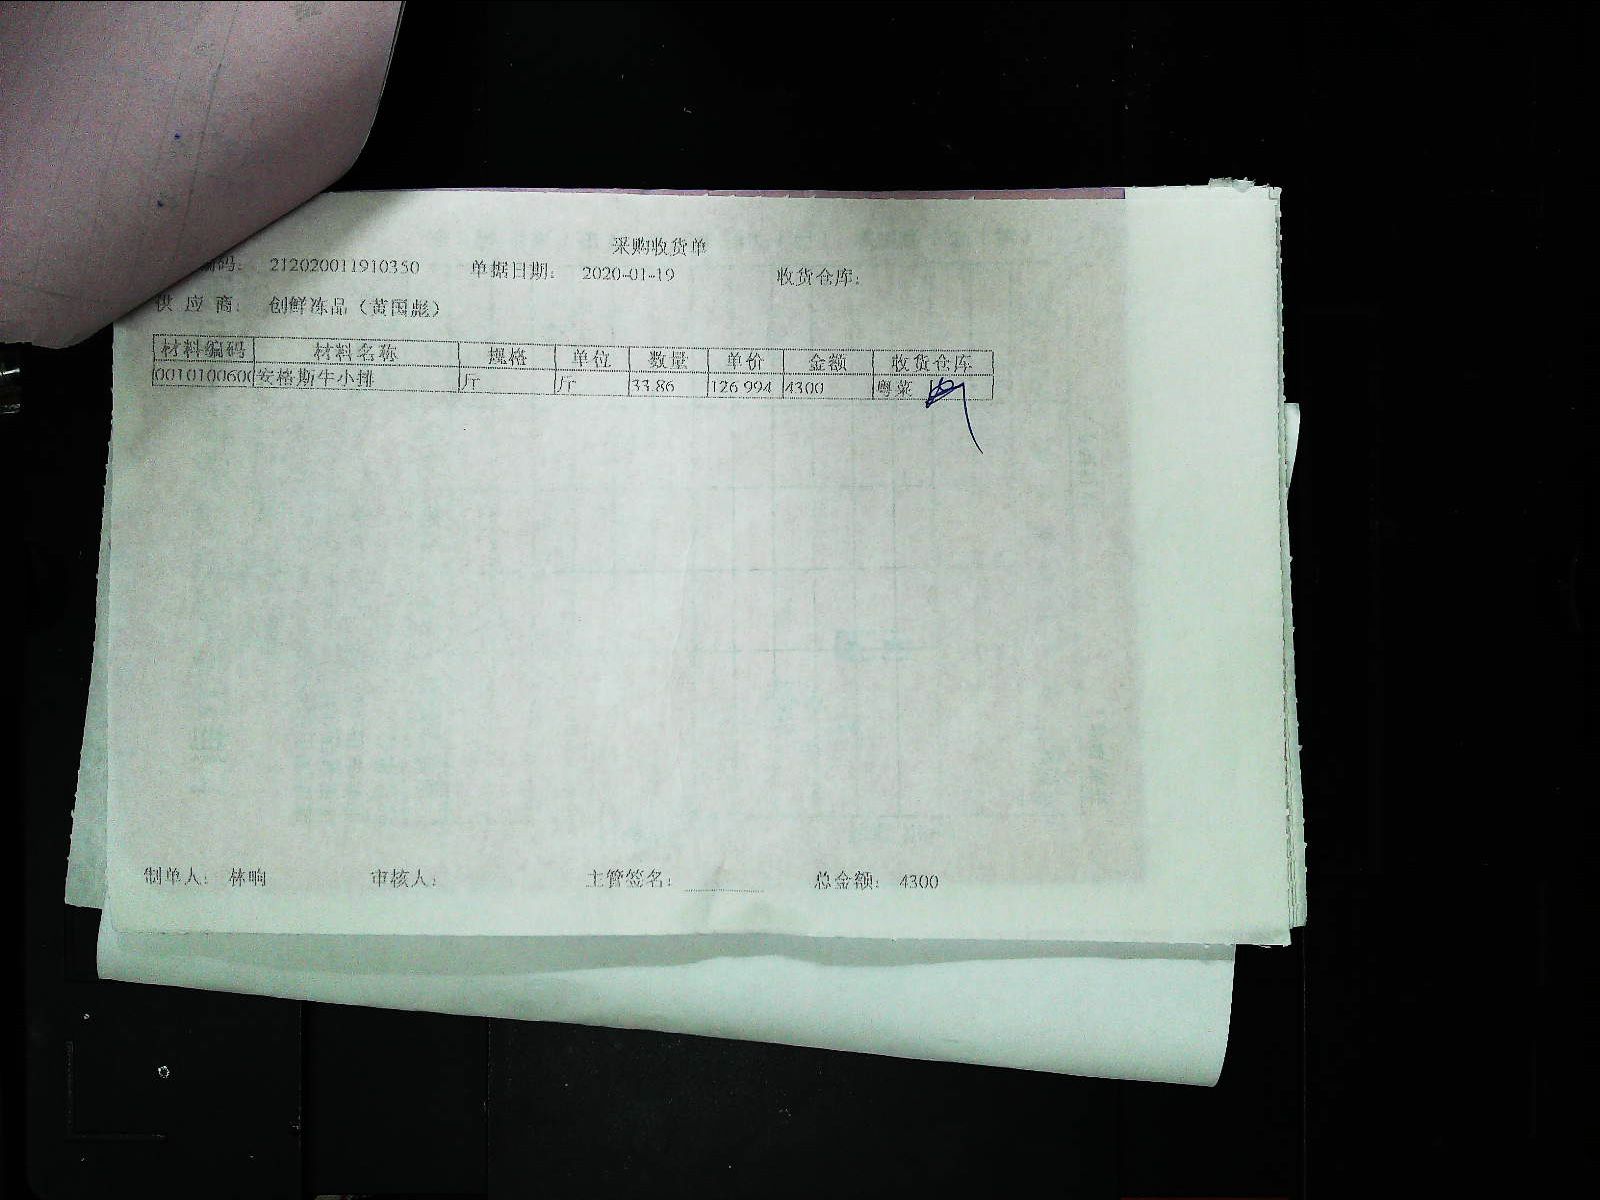 采购收货单
编码: 212020011910350 单据日期: 2020-01-19 收货仓库:
供应商: 创鲜冻品（黄国彪）
材料编码 材料名称 规格 单位 数量 单价 金额 收货仓库
0010100600 安格斯牛小排 斤 斤 33.86 126.994 4300 粤菜
制单人: 林晌 审核人: 主管签名: 总金额: 4300